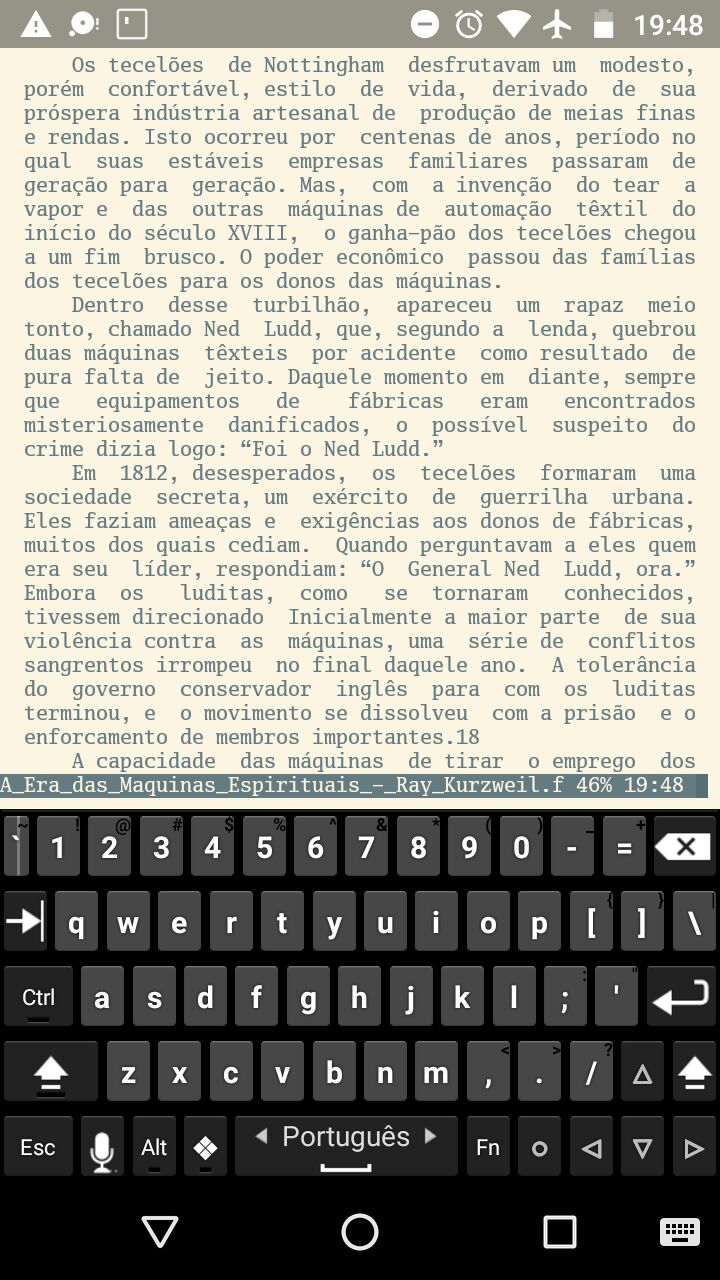 19:48
Os tecelões de Nottingham desfrutavam um modesto,
porém confortável, estilo de vida, derivado de sua
próspera indústria artesanal de produção de meias finas
e rendas. Isto ocorreu por centenas de anos, período no
qual suas estáveis empresas familiares passaram de
geração para geração. Mas, com a invenção do tear a
vapor e das outras máquinas de automação têxtil do
início do século XVIII, o ganha-pão dos tecelões chegou
a um fim brusco. O poder econômico passou das famílias
dos tecelões para os donos das máquinas.
Dentro desse turbilhão, apareceu um rapaz meio
tonto, chamado Ned Ludd, que, segundo a lenda, quebrou
duas máquinas têxteis por acidente como resultado de
pura falta de jeito. Daquele momento em diante, sempre
que equipamentos de fábricas eram encontrados
misteriosamente danificados, o possível suspeito do
crime dizia logo: “Foi o Ned Ludd.”
Em 1812, desesperados, os tecelões formaram uma
sociedade secreta, um exército de guerrilha urbana.
Eles faziam ameaças e exigências aos donos de fábricas,
muitos dos quais cediam. Quando perguntavam a eles quem
era seu líder, respondiam: “O General Ned Ludd, ora.”
Embora os luditas, como se tornaram conhecidos,
tivessem direcionado Inicialmente a maior parte de sua
violência contra as máquinas, uma série de conflitos
sangrentos irrompeu no final daquele ano. A tolerância
do governo conservador inglês para com os luditas
terminou, e o movimento se dissolveu com a prisão e o
enforcamento de membros importantes.18
A capacidade das máquinas de tirar o emprego dos
A_Era_das_Maquinas_Espirituais_-_Ray_Kurzweil.f 46% 19:48
~ ! @ # $ % ^ & * ( ) _ +
` 1 2 3 4 5 6 7 8 9 0 - =
{ } |
q w e r t y u i o p [ ] \
: "
Ctrl a s d f g h j k l ; '
< > ?
z x c v b n m , . /
Esc Alt Português Fn